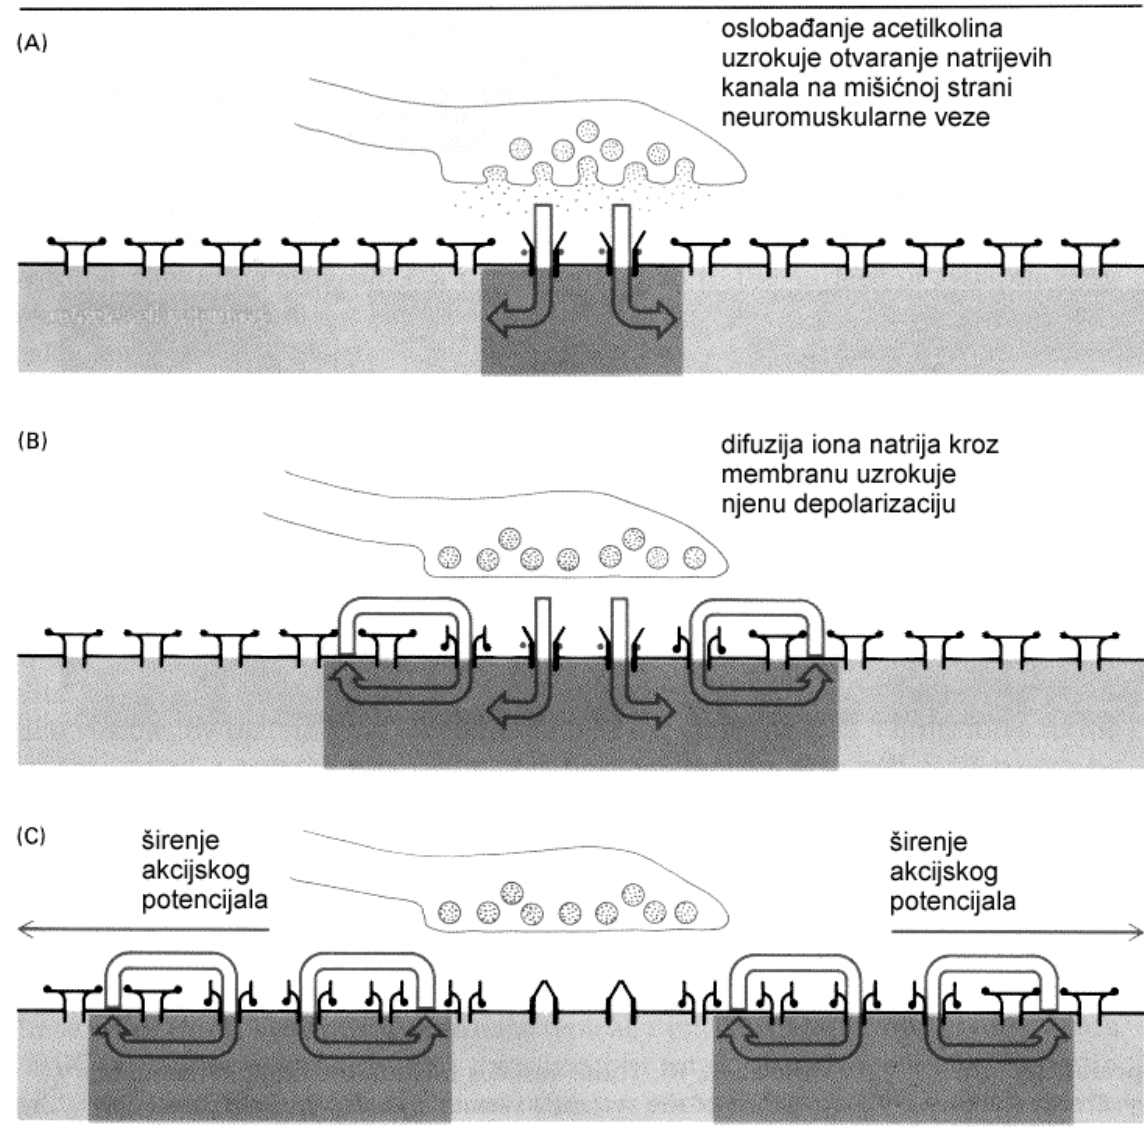 (A)
oslobađanje acetilkolina
uzrokuje otvaranje natrijevih
kanala na mišićnoj strani
neuromuskularne veze
(B)
difuzija iona natrija kroz
membranu uzrokuje
njenu depolarizaciju
(C)
širenje
akcijskog
potencijala
širenje
akcijskog
potencijala